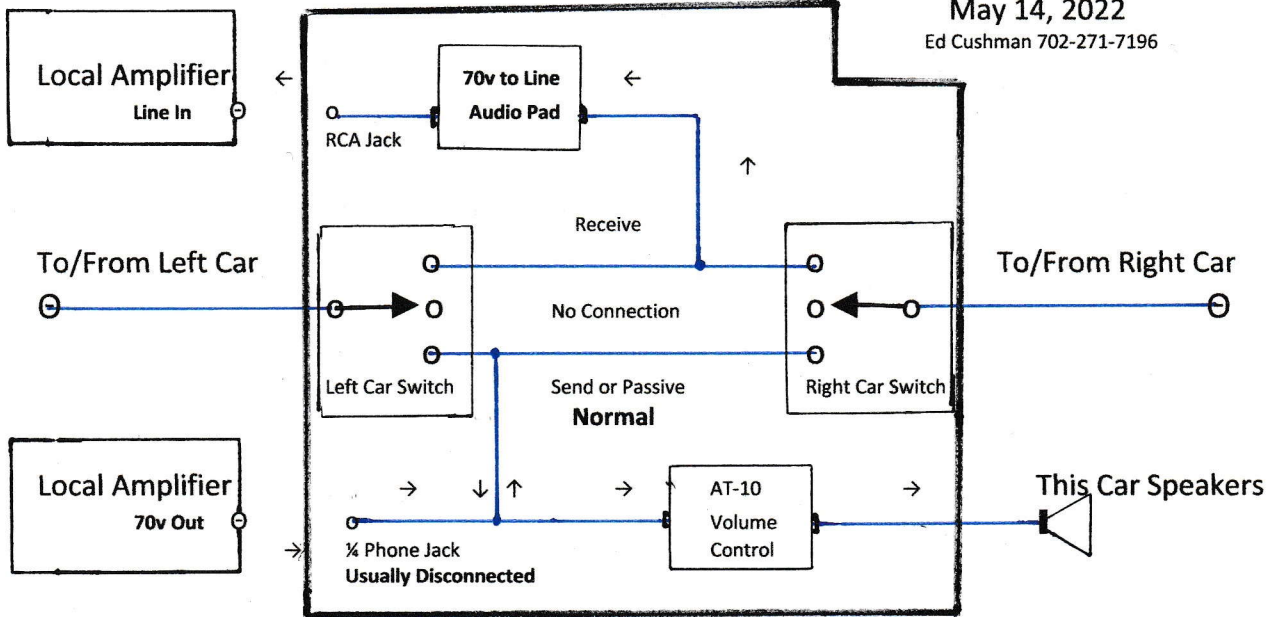 May 14, 2022
Ed Cushman 702-271-7196
Local Amplifier
Line In
70v to Line
Audio Pad
RCA Jack
Receive
To/From Left Car
To/From Right Car
No Connection
Left Car Switch
Send or Passive
Right Car Switch
Normal
Local Amplifier
70v Out
AT-10
Volume
Control
This Car Speakers
¼ Phone Jack
Usually Disconnected